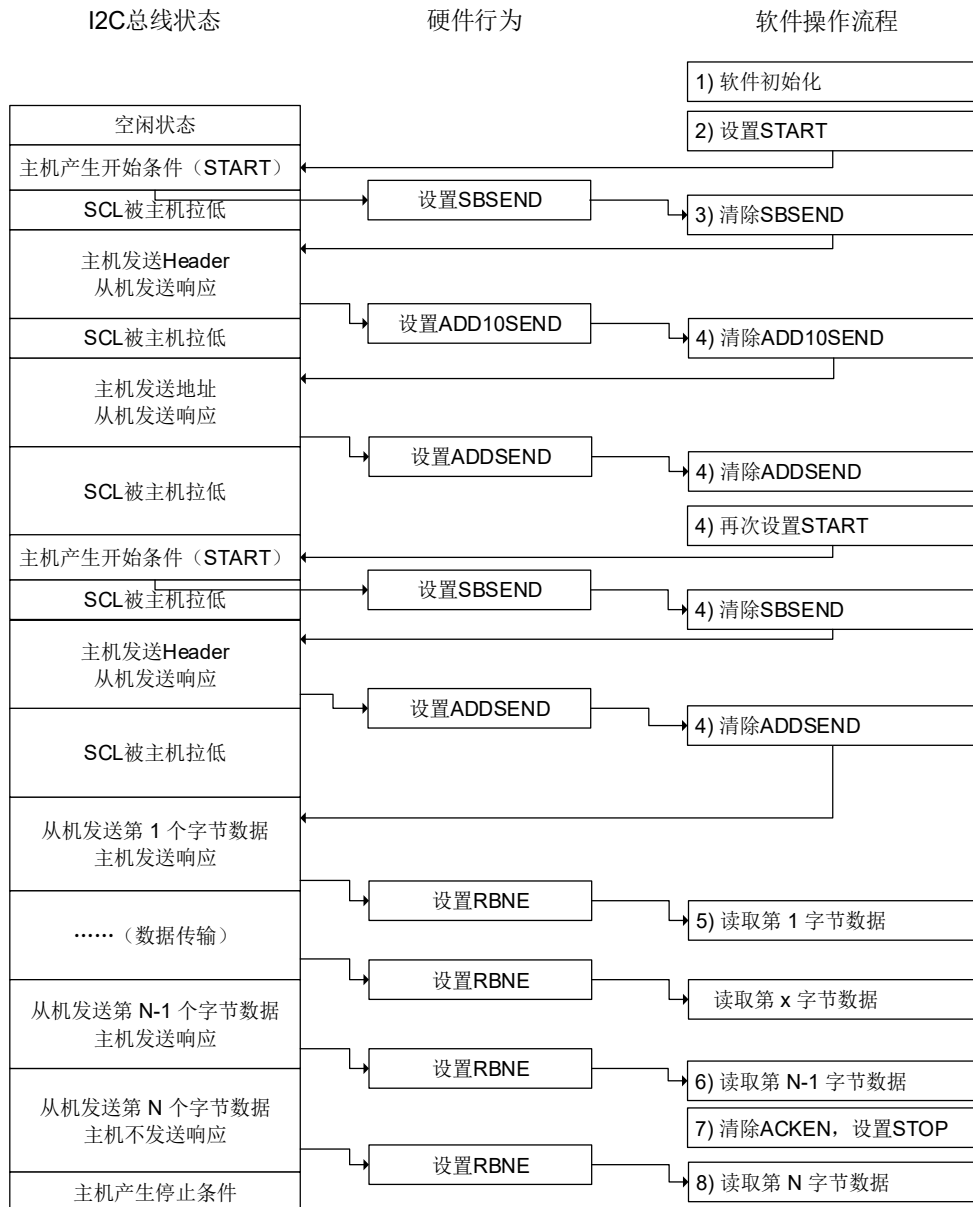 I2C总线状态
硬件行为
软件操作流程
1) 软件初始化
空闲状态
2) 设置START
主机产生开始条件（START）
设置SBSEND
SCL被主机拉低
3) 清除SBSEND
主机发送Header
从机发送响应
设置ADD10SEND
SCL被主机拉低
4) 清除ADD10SEND
主机发送地址
从机发送响应
设置ADDSEND
4) 清除ADDSEND
SCL被主机拉低
4) 再次设置START
主机产生开始条件（START）
设置SBSEND
SCL被主机拉低
4) 清除SBSEND
主机发送Header
从机发送响应
设置ADDSEND
4) 清除ADDSEND
SCL被主机拉低
从机发送第 1 个字节数据
主机发送响应
设置RBNE
5) 读取第 1 字节数据
……（数据传输）
设置RBNE
读取第 x 字节数据
从机发送第 N-1 个字节数据
主机发送响应
设置RBNE
6) 读取第 N-1 字节数据
从机发送第 N 个字节数据
主机不发送响应
7) 清除ACKEN，设置STOP
设置RBNE
8) 读取第 N 字节数据
主机产生停止条件